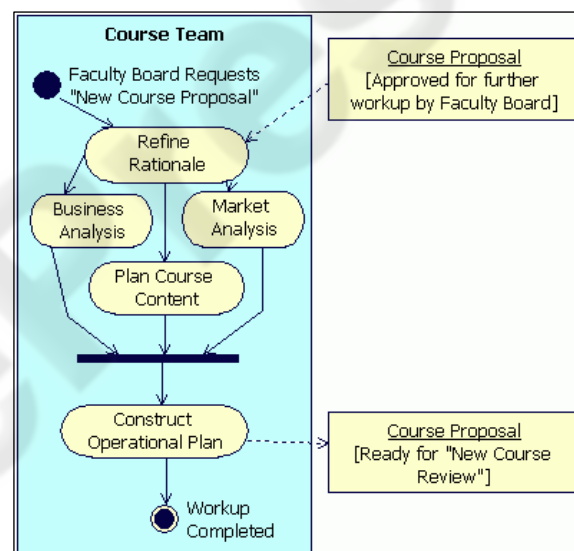 Course Team
Faculty Board Requests
"New Course Proposal"
Course Proposal
[Approved for further
workup by Faculty Board]
Refine
Rationale
Business
Analysis
Market
Analysis
Plan Course
Content
Construct
Operational Plan
Course Proposal
[Ready for "New Course
Review"]
Workup
Completed